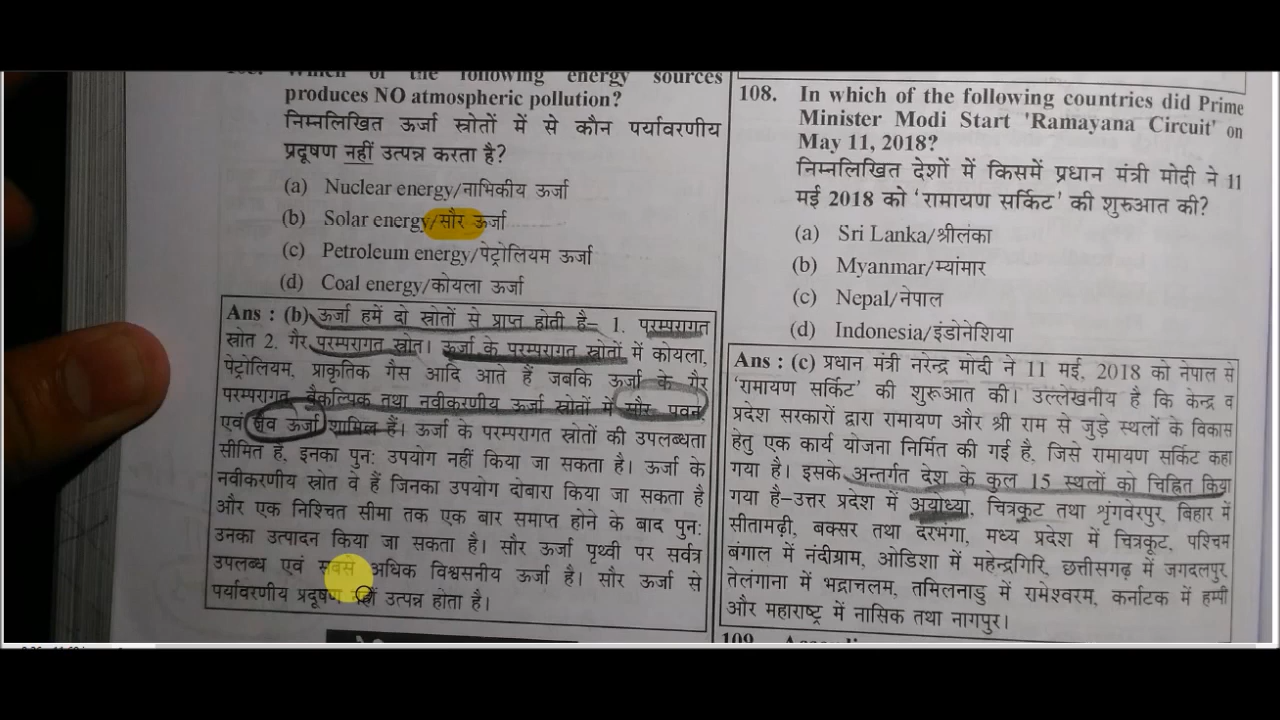 Which of the following energy sources
produces NO atmospheric pollution?
निम्नलिखित ऊर्जा स्रोतों में से कौन पर्यावरणीय
प्रदूषण नहीं उत्पन्न करता है?
(a) Nuclear energy/नाभिकीय ऊर्जा
(b) Solar energy/सौर ऊर्जा
(c) Petroleum energy/पेट्रोलियम ऊर्जा
(d) Coal energy/कोयला ऊर्जा
Ans : (b) ऊर्जा हमें दो स्रोतों से प्राप्त होती है– 1. परम्परागत
स्रोत 2. गैर परम्परागत स्रोत। ऊर्जा के परम्परागत स्रोतों में कोयला,
पेट्रोलियम, प्राकृतिक गैस आदि आते हैं जबकि ऊर्जा के गैर
परम्परागत, वैकल्पिक तथा नवीकरणीय ऊर्जा स्रोतों में सौर पवन,
एवं जैव ऊर्जा शामिल हैं। ऊर्जा के परम्परागत स्रोतों की उपलब्धता
सीमित है, इनका पुन: उपयोग नहीं किया जा सकता है। ऊर्जा के
नवीकरणीय स्रोत वे हैं जिनका उपयोग दोबारा किया जा सकता है
और एक निश्चित सीमा तक एक बार समाप्त होने के बाद पुन:
उनका उत्पादन किया जा सकता है। सौर ऊर्जा पृथ्वी पर सर्वत्र
उपलब्ध एवं सबसे अधिक विश्वसनीय ऊर्जा है। सौर ऊर्जा से
पर्यावरणीय प्रदूषण नहीं उत्पन्न होता है।
108. In which of the following countries did Prime
Minister Modi Start 'Ramayana Circuit' on
May 11, 2018?
निम्नलिखित देशों में किसमें प्रधान मंत्री मोदी ने 11
मई 2018 को 'रामायण सर्किट' की शुरुआत की?
(a) Sri Lanka/श्रीलंका
(b) Myanmar/म्यांमार
(c) Nepal/नेपाल
(d) Indonesia/इंडोनेशिया
Ans : (c) प्रधान मंत्री नरेन्द्र मोदी ने 11 मई, 2018 को नेपाल से
'रामायण सर्किट' की शुरूआत की। उल्लेखनीय है कि केन्द्र व
प्रदेश सरकारों द्वारा रामायण और श्री राम से जुड़े स्थलों के विकास
हेतु एक कार्य योजना निर्मित की गई है, जिसे रामायण सर्किट कहा
गया है। इसके अन्तर्गत देश के कुल 15 स्थलों को चिह्नित किया
गया है–उत्तर प्रदेश में अयोध्या, चित्रकूट तथा शृंगवेरपुर, बिहार में
सीतामढ़ी, बक्सर तथा दरभंगा, मध्य प्रदेश में चित्रकूट, पश्चिम
बंगाल में नंदीग्राम, ओडिशा में महेन्द्रगिरि, छत्तीसगढ़ में जगदलपुर,
तेलंगाना में भद्राचलम, तमिलनाडु में रामेश्वरम, कर्नाटक में हम्पी
और महाराष्ट्र में नासिक तथा नागपुर।
109.